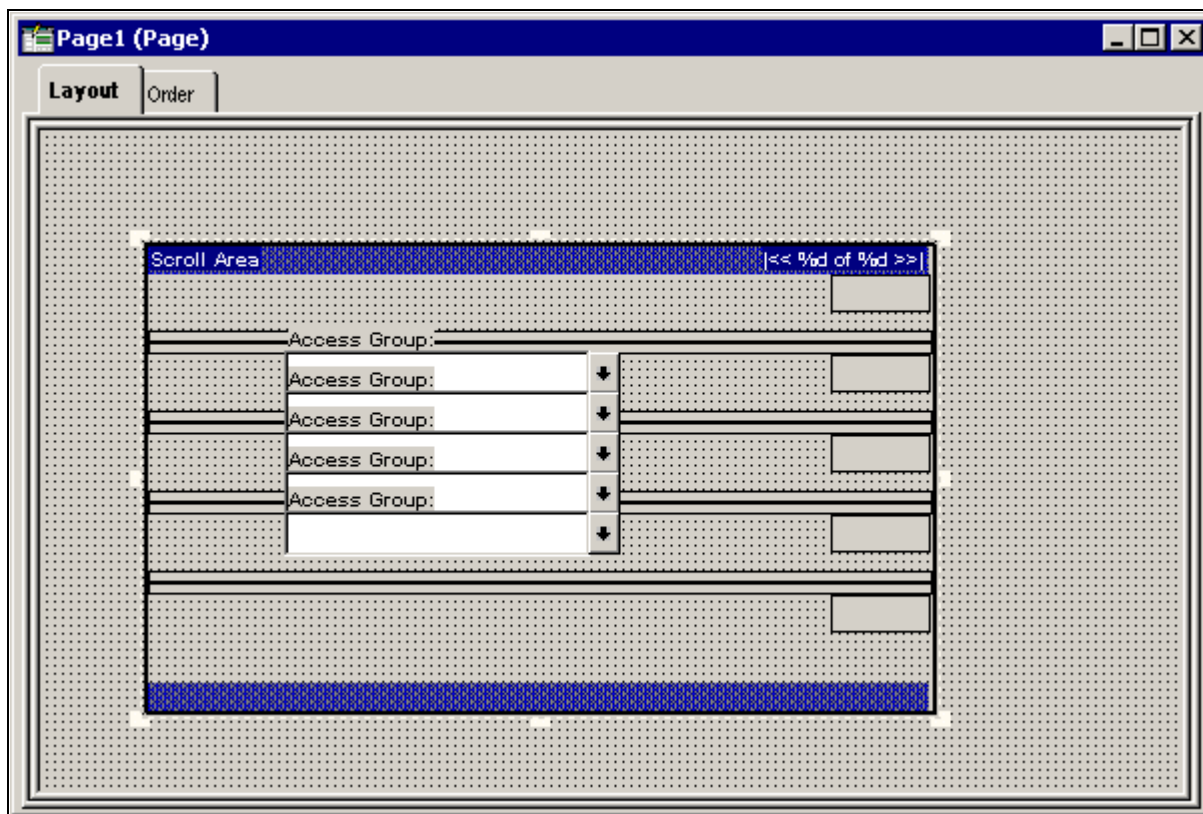 Page1 (Page)
Layout
Order
Scroll Area
|<< %d of %d >>|
Access Group:
Access Group:
Access Group:
Access Group:
Access Group: